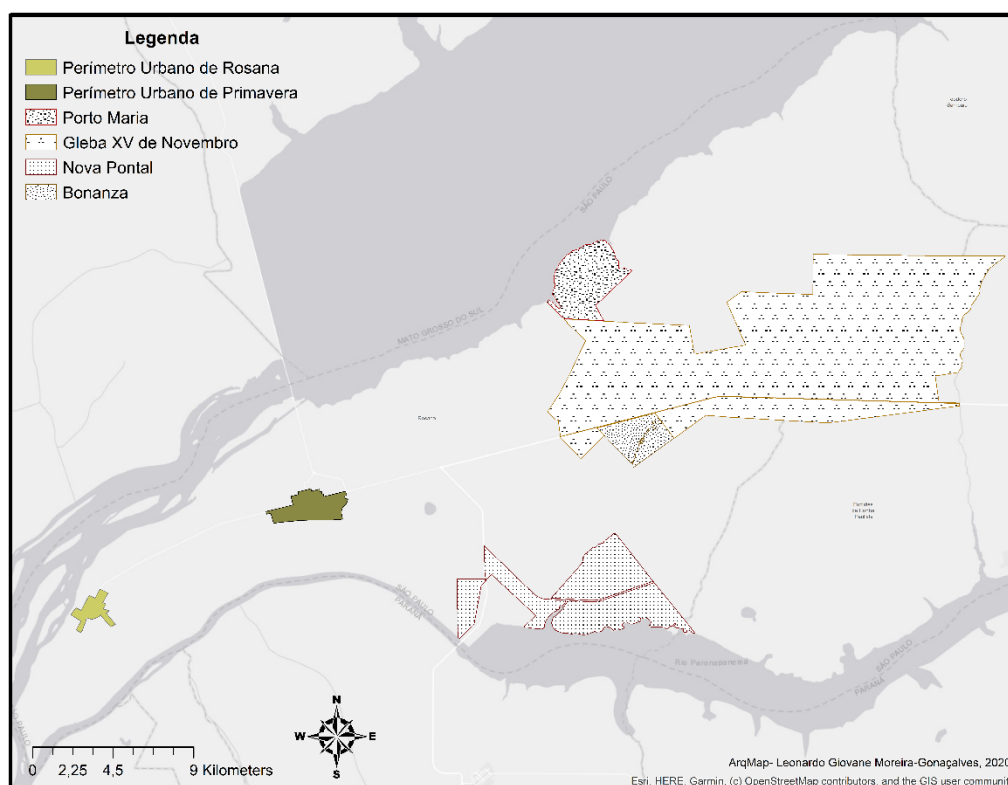 Legenda
Perímetro Urbano de Rosana
Perímetro Urbano de Primavera
Porto Maria
Gleba XV de Novembro
Nova Pontal
Bonanza
SÃO PAULO
MATO GROSSO DO SUL
Rosana
SÃO PAULO
PARANÁ
Rio Paranapanema
SÃO PAULO
PARANÁ
PAULO
N
W
E
S
0 2,25 4,5 9 Kilometers
ArqMap- Leonardo Giovane Moreira-Gonaçalves, 2020
Esri, HERE, Garmin, (c) OpenStreetMap contributors, and the GIS user communit